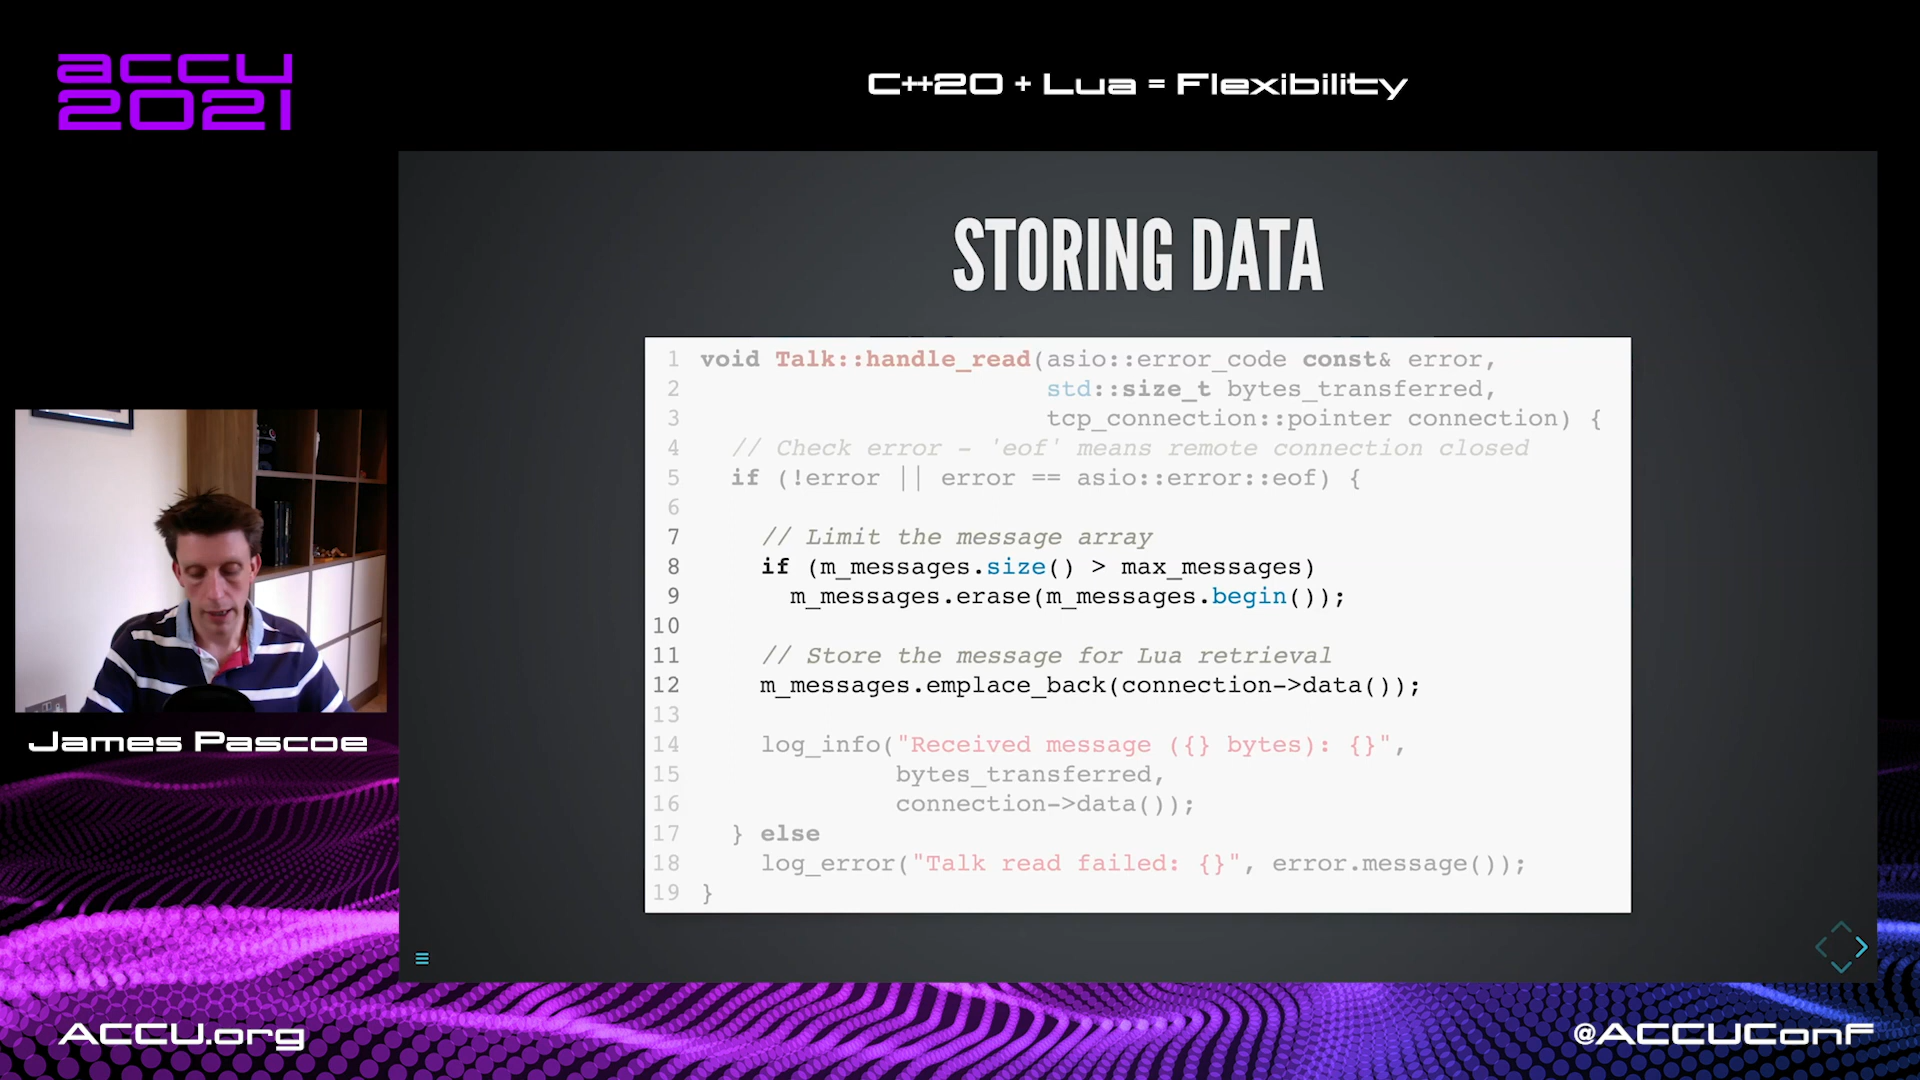 accu
2021
C++20 + Lua = Flexibility
STORING DATA
1 void Talk::handle_read(asio::error_code const& error,
2 std::size_t bytes_transferred,
3 tcp_connection::pointer connection) {
4 // Check error - 'eof' means remote connection closed
5 if (!error || error == asio::error::eof) {
6
7 // Limit the message array
8 if (m_messages.size() > max_messages)
9 m_messages.erase(m_messages.begin());
10
11 // Store the message for Lua retrieval
12 m_messages.emplace_back(connection->data());
13
14 log_info("Received message ({} bytes): {}",
15 bytes_transferred,
16 connection->data());
17 } else
18 log_error("Talk read failed: {}", error.message());
19 }
James Pascoe
ACCU.org
@ACCUConf